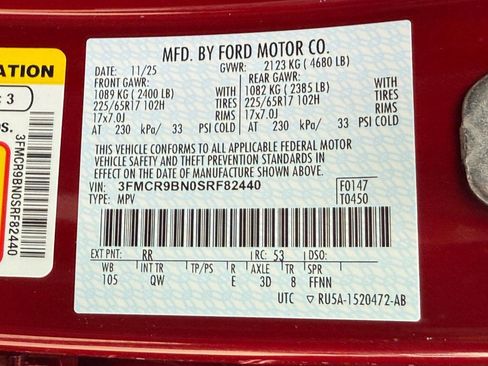 ATION
: 3
os.
3FMCR9BN0SRF82440
MFD. BY FORD MOTOR CO.
DATE: 11/25 GVWR: 2123 KG ( 4680 LB)
FRONT GAWR: REAR GAWR:
1089 KG ( 2400 LB) 1082 KG ( 2385 LB)
225/65R17 102H TIRES 225/65R17 102H TIRES
17x7.0J RIMS 17x7.0J RIMS
AT 230 kPa/ 33 PSI COLD AT 230 kPa/ 33 PSI COLD
THIS VEHICLE CONFORMS TO ALL APPLICABLE FEDERAL MOTOR
VEHICLE SAFETY AND THEFT PREVENTION STANDARDS IN
EFFECT ON THE DATE OF MANUFACTURE SHOWN ABOVE.
VIN: 3FMCR9BN0SRF82440 F0147
TYPE: MPV T0450
EXT PNT: RR RC: 53 DSO:
WB INT TR TP/PS R AXLE TR SPR
105 QW E 3D 8 FFNN
UTC ▽ RU5A-1520472-AB